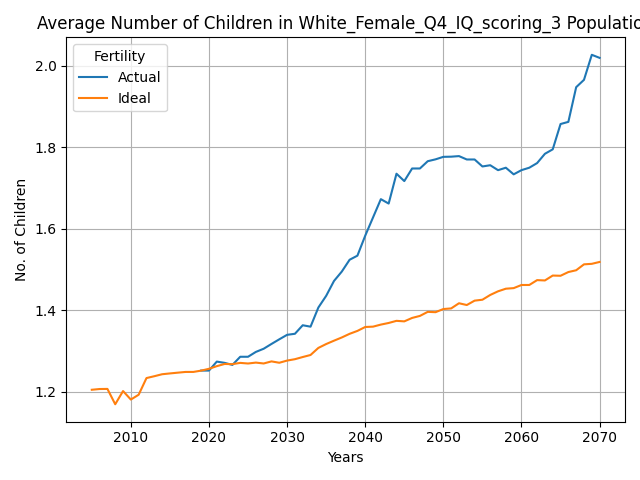 Average Number of Children in White_Female_Q4_IQ_scoring_3 Populatio
Fertility
Actual
Ideal
No. of Children
2.0
1.8
1.6
1.4
1.2
2010 2020 2030 2040 2050 2060 2070
Years